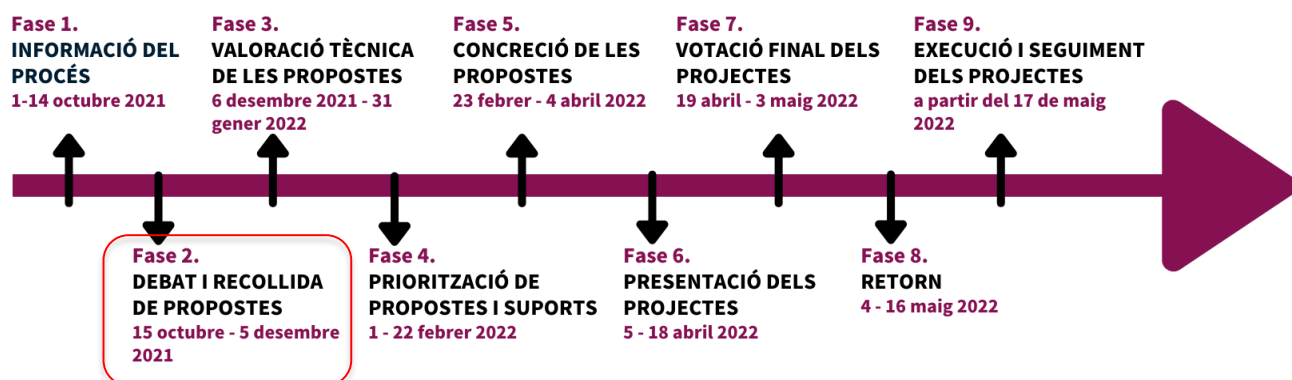 Fase 1.
INFORMACIÓ DEL
PROCÉS
1-14 octubre 2021
Fase 2.
DEBAT I RECOLLIDA
DE PROPOSTES
15 octubre - 5 desembre
2021
Fase 3.
VALORACIÓ TÈCNICA
DE LES PROPOSTES
6 desembre 2021 - 31
gener 2022
Fase 4.
PRIORITZACIÓ DE
PROPOSTES I SUPORTS
1 - 22 febrer 2022
Fase 5.
CONCRECIÓ DE LES
PROPOSTES
23 febrer - 4 abril 2022
Fase 6.
PRESENTACIÓ DELS
PROJECTES
5 - 18 abril 2022
Fase 7.
VOTACIÓ FINAL DELS
PROJECTES
19 abril - 3 maig 2022
Fase 8.
RETORN
4 - 16 maig 2022
Fase 9.
EXECUCIÓ I SEGUIMENT
DELS PROJECTES
a partir del 17 de maig
2022